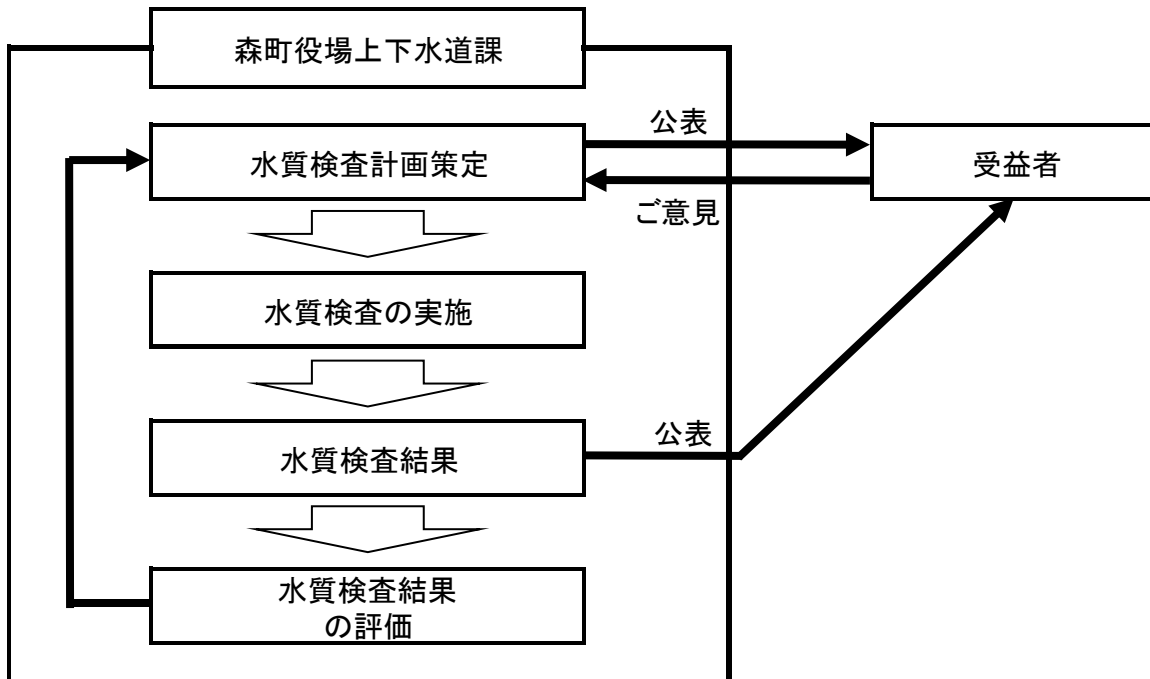 森町役場上下水道課
公表
水質検査計画策定
受益者
ご意見
水質検査の実施
公表
水質検査結果
水質検査結果
の評価